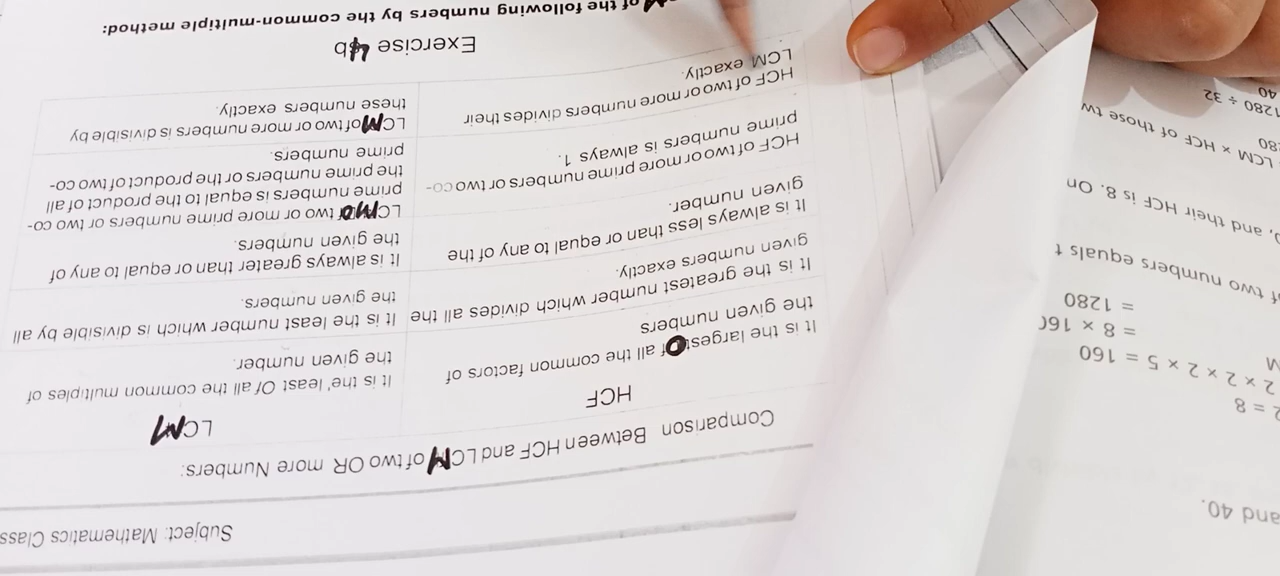 Subject: Mathematics Class
Comparison Between HCF and LCM of two OR more Numbers:
HCF
LCM
It is the largest Of all the common factors of
the given numbers
It is the 'least Of all the common multiples of
the given number.
It is the greatest number which divides all the
given numbers exactly.
It is the least number which is divisible by all
the given numbers.
It is always less than or equal to any of the
given number.
It is always greater than or equal to any of
the given numbers.
HCF of two or more prime numbers or two co-
prime numbers is always 1.
LCM two or more prime numbers or two co-
prime numbers is equal to the product of all
the prime numbers or the product of two co-
prime numbers.
HCF of two or more numbers divides their
LCM exactly.
LCM of two or more numbers is divisible by
these numbers exactly.
Exercise 4b
of the following numbers by the common-multiple method:
and 40.
2 = 8
2 × 2 × 2 × 2 × 5 = 160
M
= 8 × 160
= 1280
of two numbers equals t
, and their HCF is 8. On
LCM × HCF of those tw
280
1280 ÷ 32
40